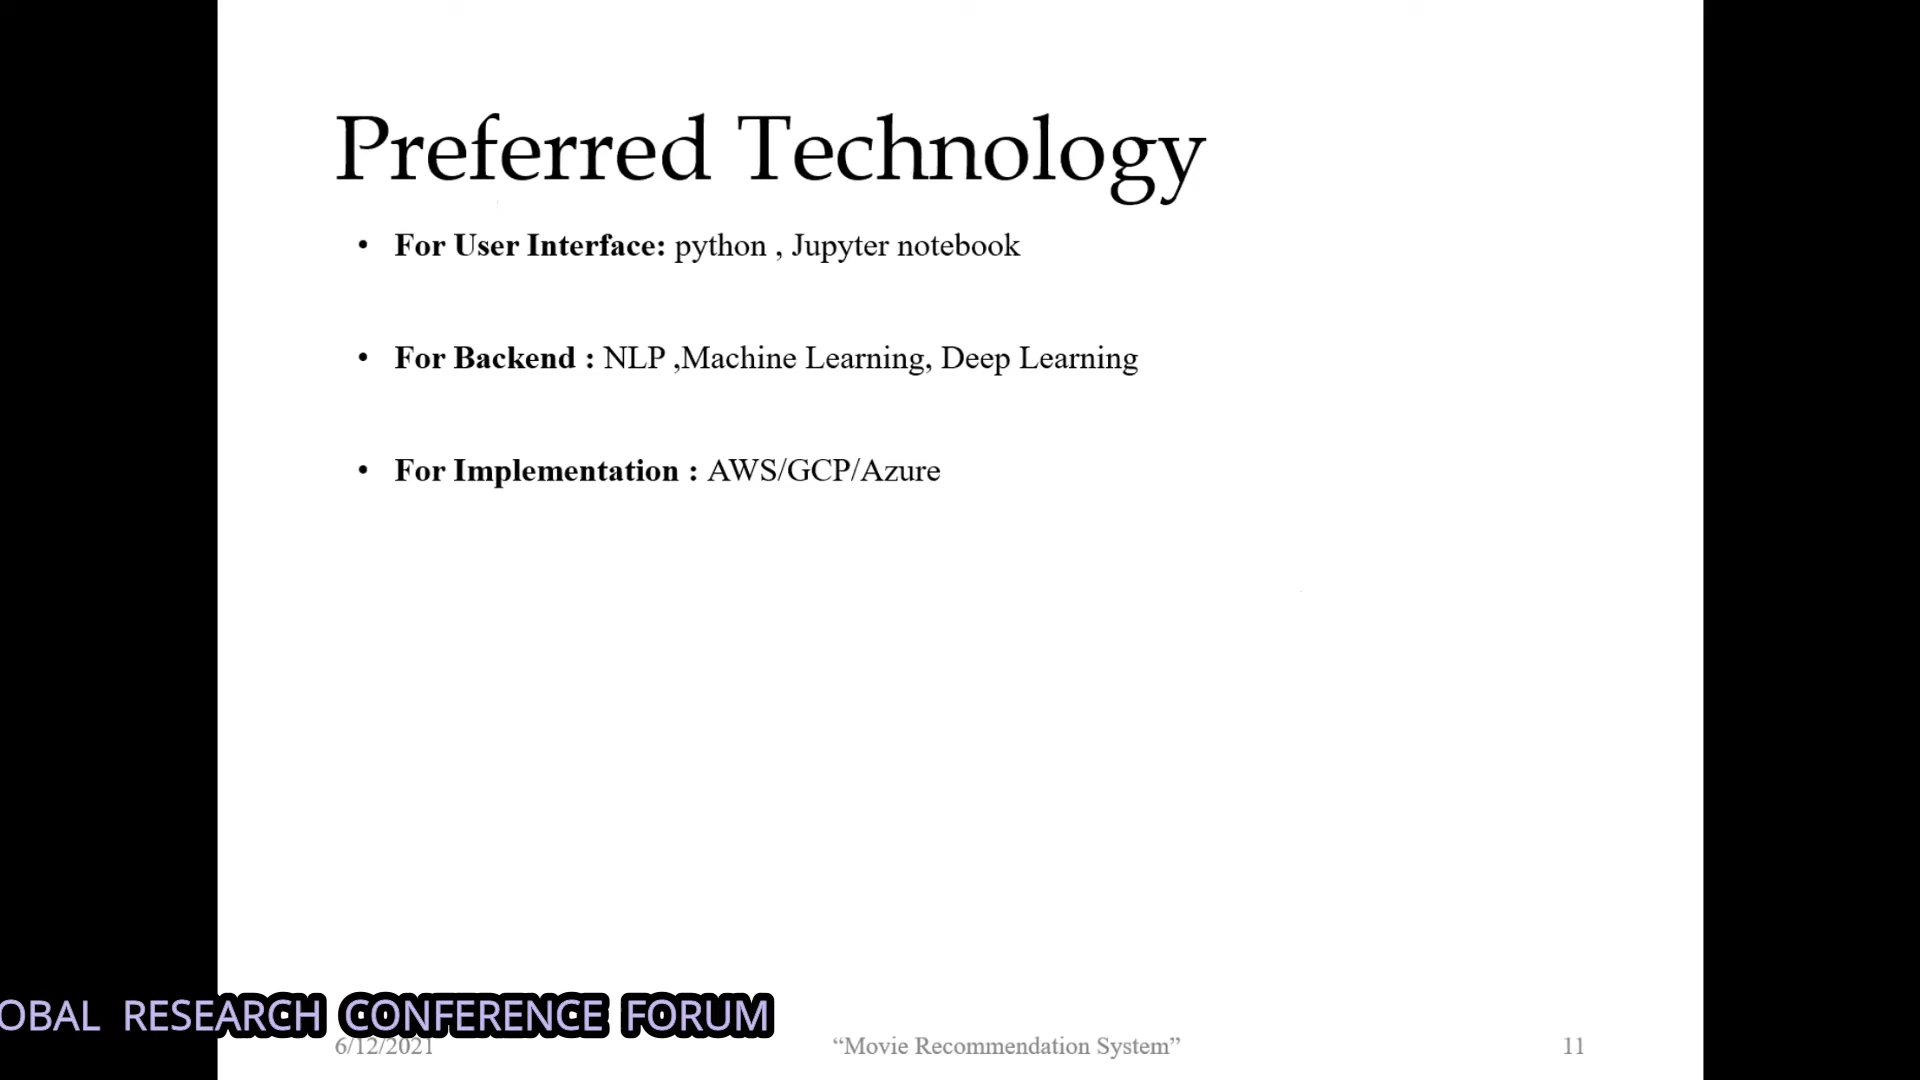 Preferred Technology
• For User Interface: python , Jupyter notebook
• For Backend : NLP ,Machine Learning, Deep Learning
• For Implementation : AWS/GCP/Azure
OBAL RESEARCH CONFERENCE FORUM
6/12/2021 “Movie Recommendation System” 11